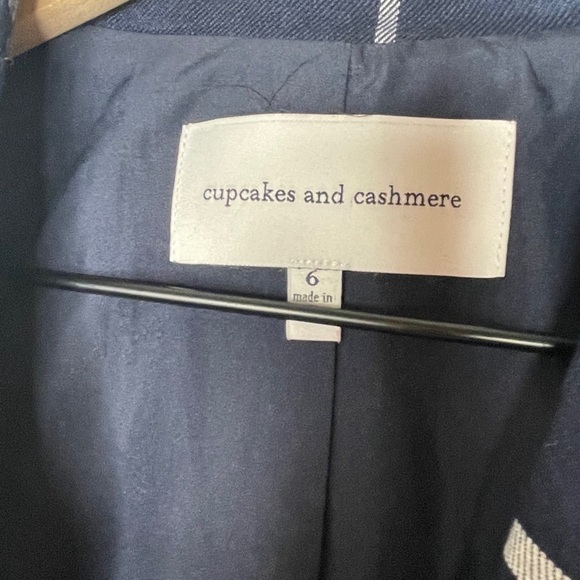 cupcakes and cashmere
6
made in